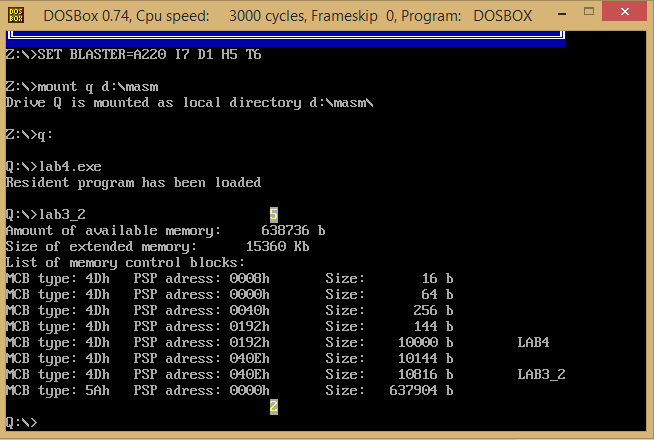 DOS BOX
DOSBox 0.74, Cpu speed: 3000 cycles, Frameskip 0, Program: DOSBOX
Z:\>SET BLASTER=A220 I7 D1 H5 T6
Z:\>mount q d:\masm
Drive Q is mounted as local directory d:\masm\
Z:\>q:
Q:\>lab4.exe
Resident program has been loaded
Q:\>lab3_2 5
Amount of available memory: 638736 b
Size of extended memory: 15360 Kb
List of memory control blocks:
MCB type: 4Dh PSP adress: 0008h Size: 16 b
MCB type: 4Dh PSP adress: 0000h Size: 64 b
MCB type: 4Dh PSP adress: 0040h Size: 256 b
MCB type: 4Dh PSP adress: 0192h Size: 144 b
MCB type: 4Dh PSP adress: 0192h Size: 10000 b LAB4
MCB type: 4Dh PSP adress: 040Eh Size: 10144 b
MCB type: 4Dh PSP adress: 040Eh Size: 10816 b LAB3_2
MCB type: 5Ah PSP adress: 0000h Size: 637904 b
2
Q:\>